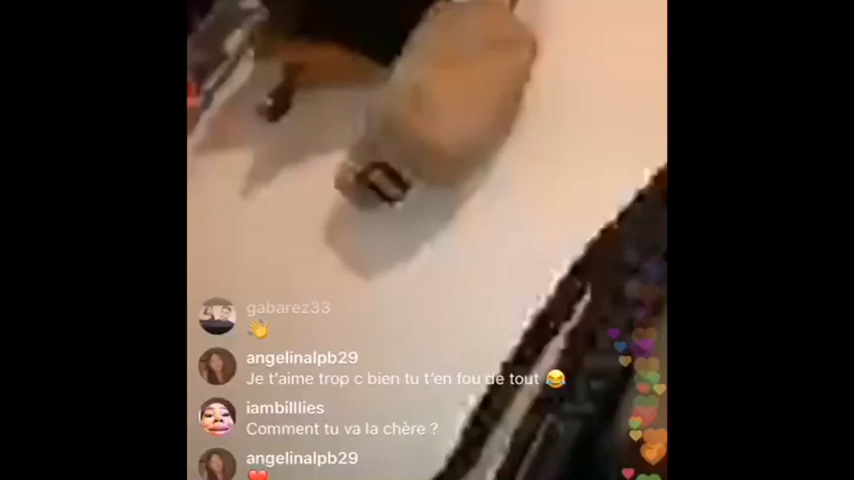 gabarez33
👋
angelinalpb29
Je t'aime trop c bien tu t'en fou de tout 😂
iambilllies
Comment tu va la chère ?
angelinalpb29
❤️